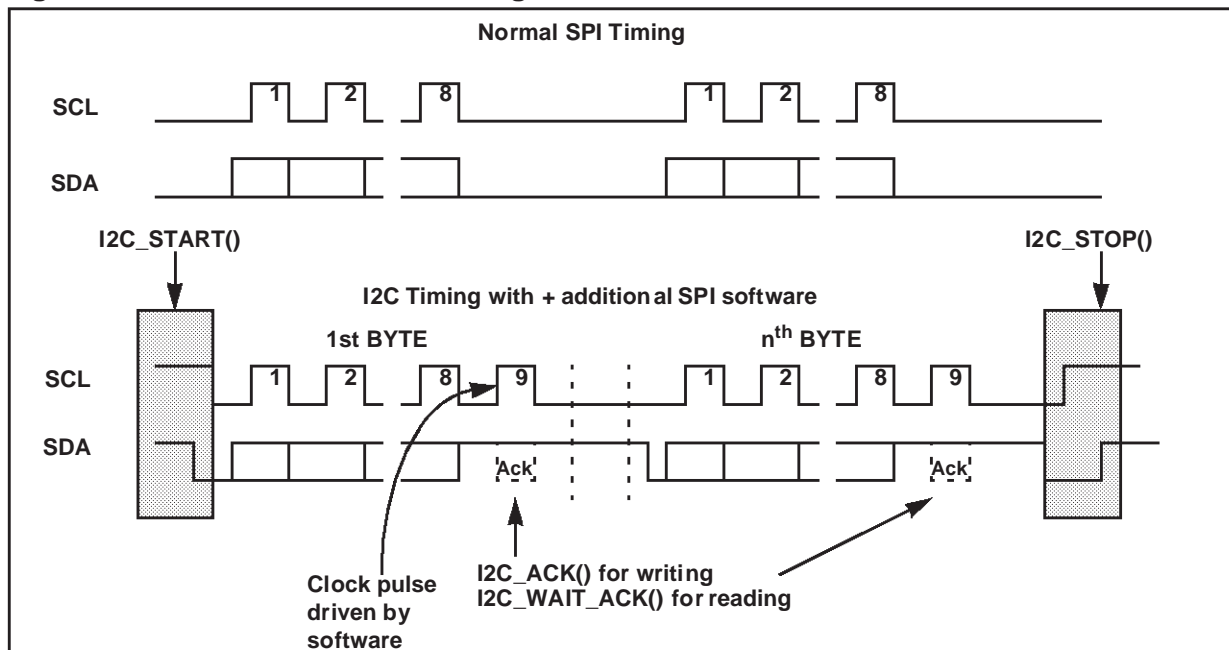 Normal SPI Timing
SCL
1 2 8 1 2 8
SDA
I2C_START()
I2C_STOP()
I2C Timing with + additional SPI software
1st BYTE
nth BYTE
SCL
1 2 8 9 1 2 8 9
SDA
Ack Ack
Clock pulse
driven by
software
I2C_ACK() for writing
I2C_WAIT_ACK() for reading